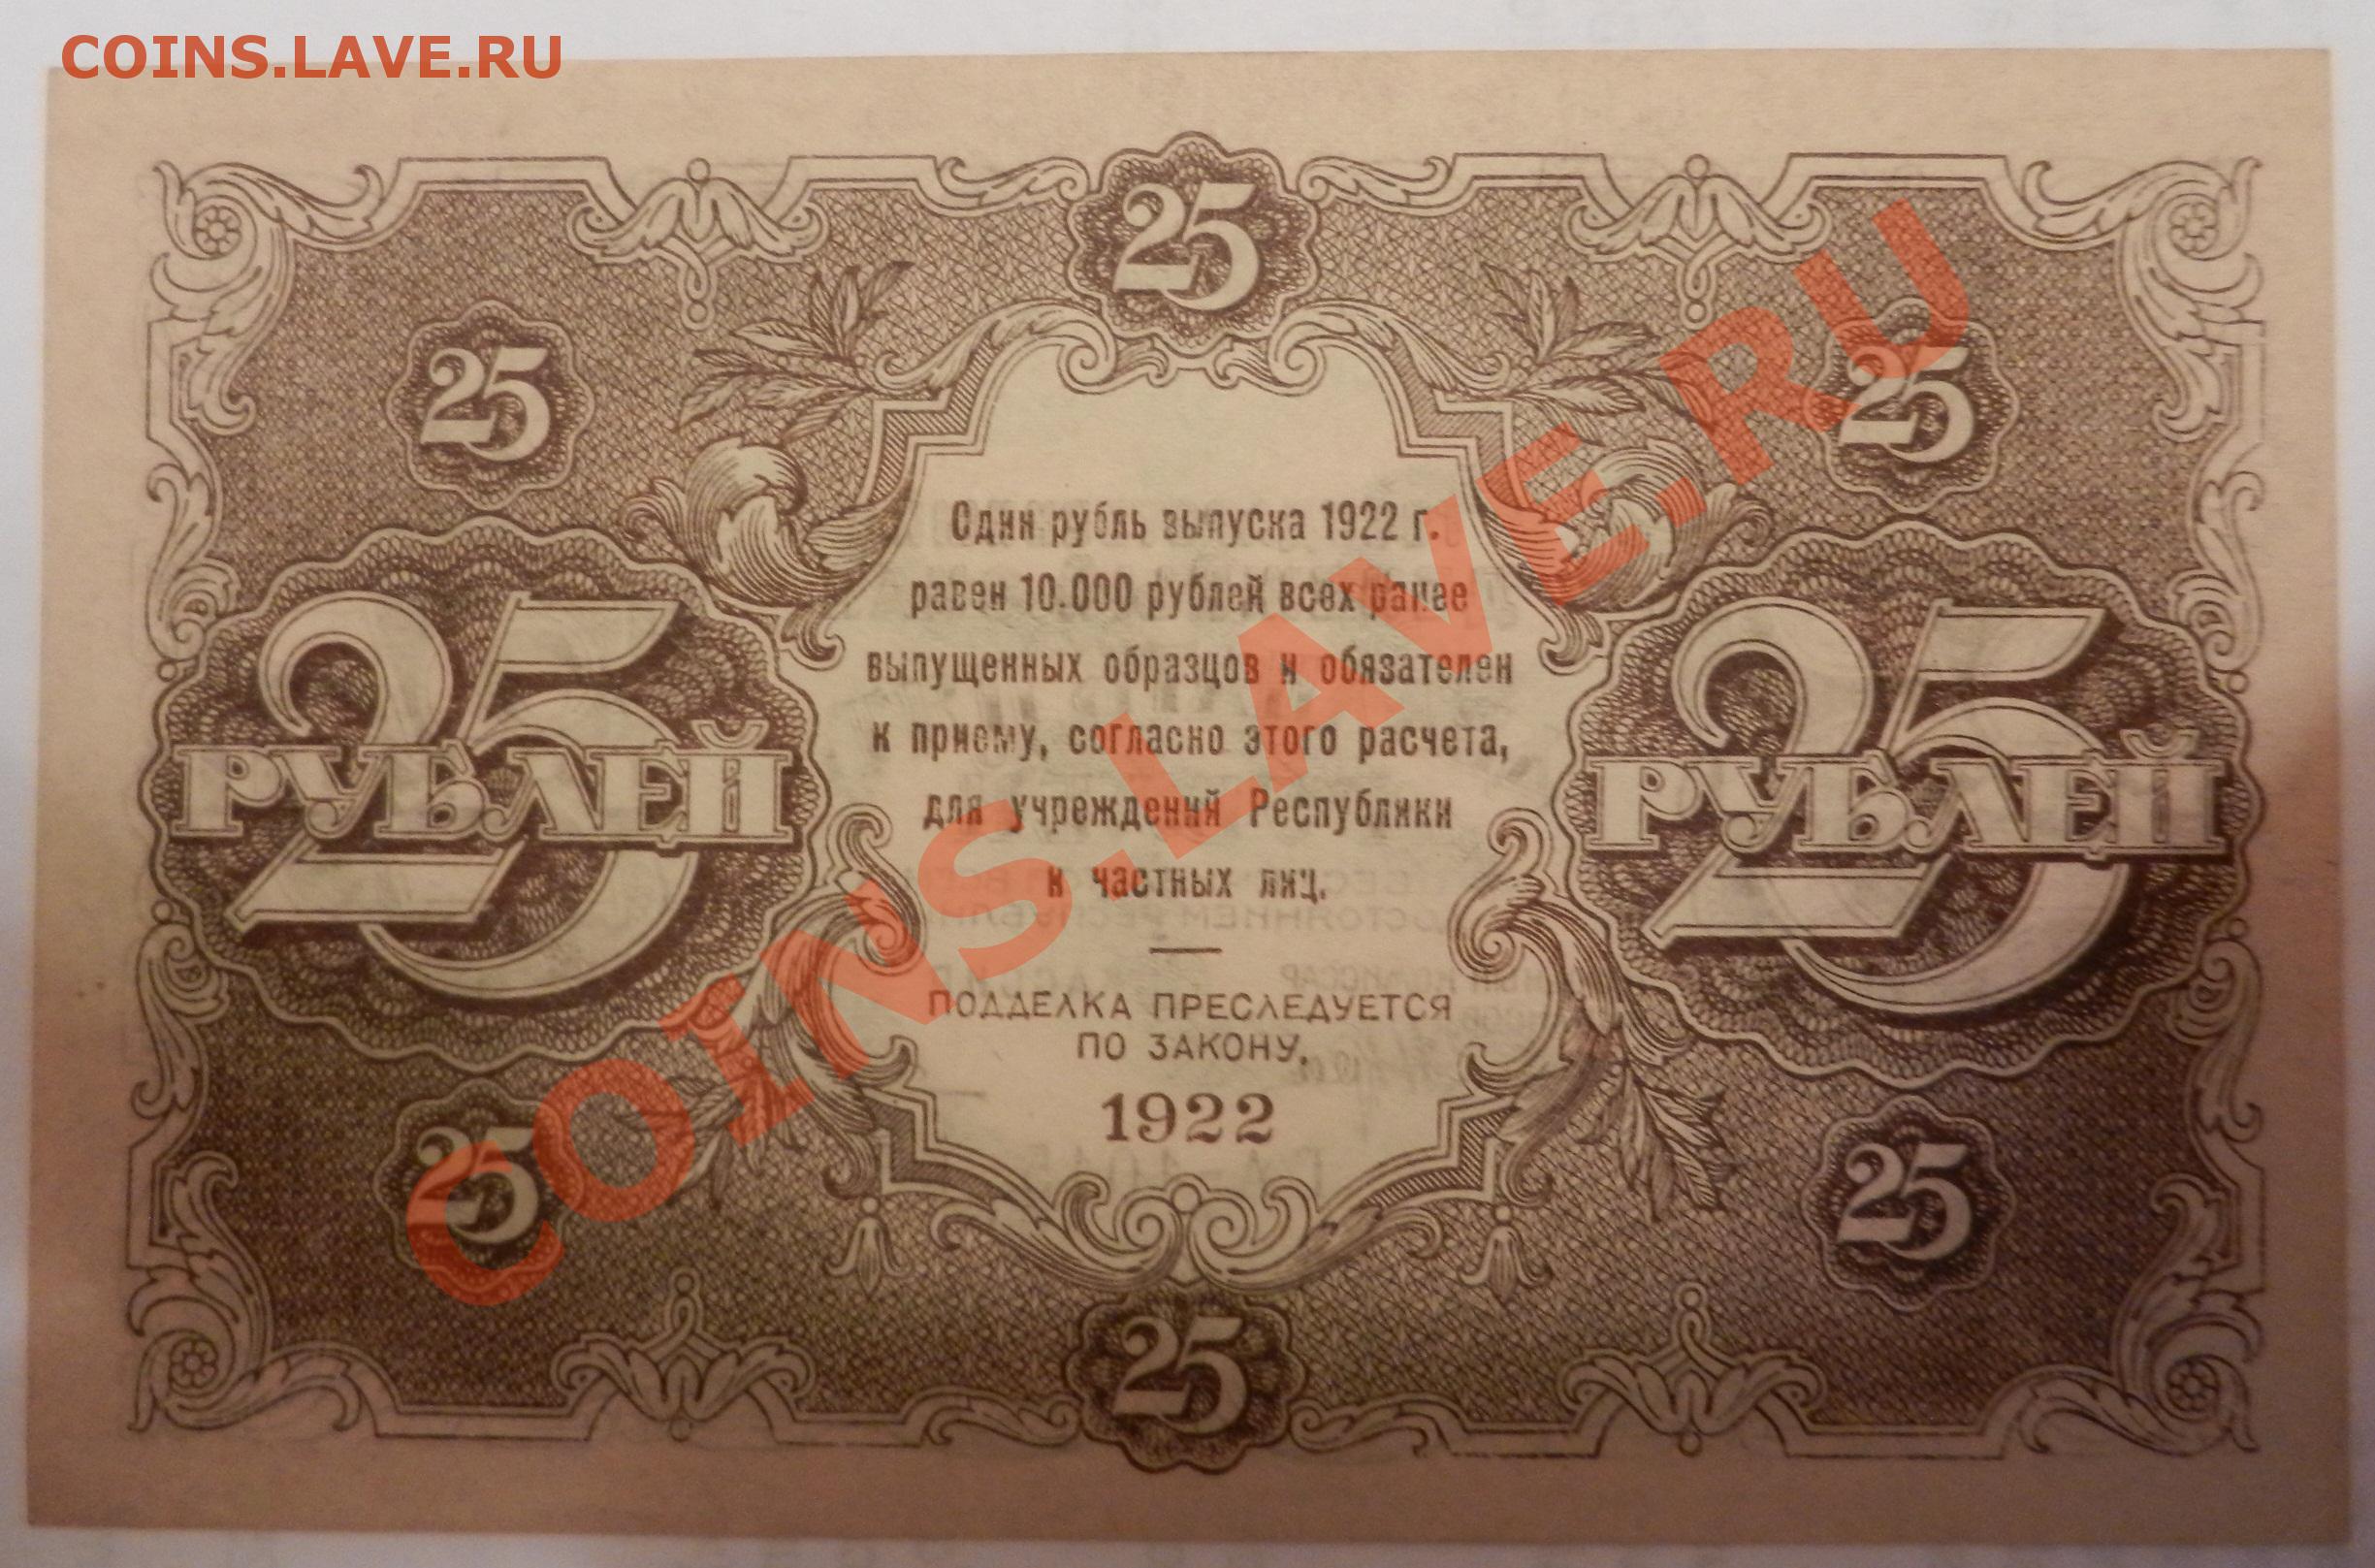 COINS.LAVE.RU
25
25
25
Один рубль выпуска 1922 г.
равен 10.000 рублей всех ранее
выпущенных образцов и обязателен
к приему, согласно этого расчета,
для учреждений Республики
и частных лиц.
25 РУБЛЕЙ
25 РУБЛЕЙ
ПОДДЕЛКА ПРЕСЛЕДУЕТСЯ
ПО ЗАКОНУ.
1922
25
25
25
COINS.LAVE.RU